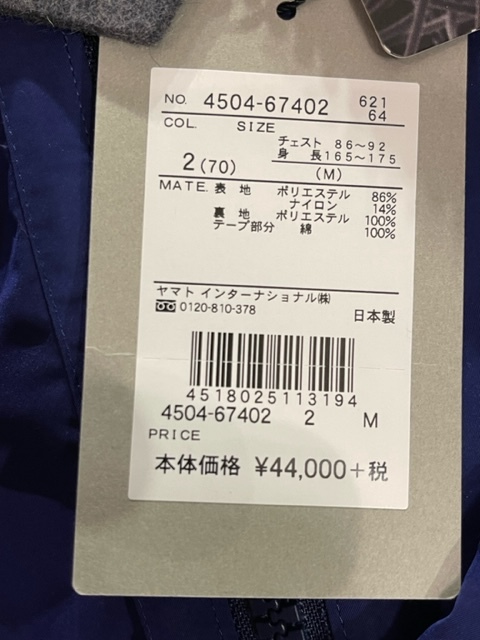 NO. 4504-67402 621
64
COL. SIZE
チェスト 86〜92
身 長165〜175
2(70) (M)
MATE. 表 地 ポリエステル 86%
ナイロン 14%
裏 地 ポリエステル 100%
テープ部分 綿 100%
ヤマト インターナショナル㈱
0120-810-378 日本製
4518025113194
4504-67402 2 M
PRICE
本体価格 ¥44,000+税